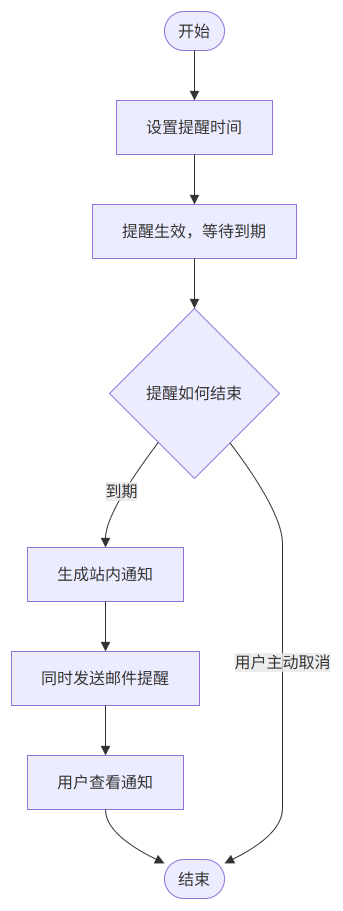 开始
设置提醒时间
提醒生效，等待到期
提醒如何结束
到期
生成站内通知
同时发送邮件提醒
用户主动取消
用户查看通知
结束